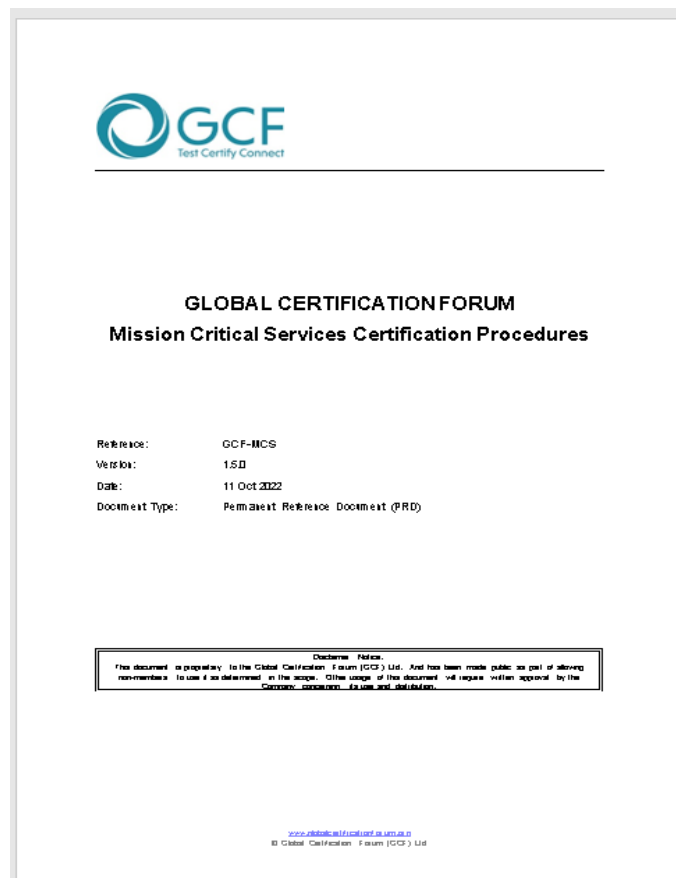 GCF
Test Certify Connect
GLOBAL CERTIFICATION FORUM
Mission Critical Services Certification Procedures
Reference: GCF-MCS
Version: 1.5.0
Date: 11 Oct 2022
Document Type: Permanent Reference Document (PRD)
Disclaimer Notice.
This document is proprietary to the Global Certification Forum (GCF) Ltd. And has been made public as part of allowing
non-members to use it as determined in the scope. Other usage of this document will require written approval by the
Company concerning its use and distribution.
www.globalcertificationforum.com
© Global Certification Forum (GCF) Ltd